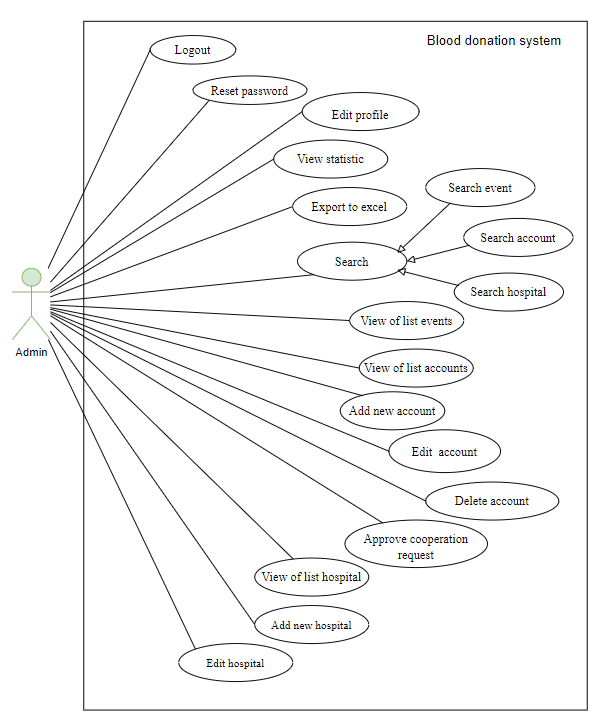 Blood donation system
Logout
Reset password
Edit profile
View statistic
Export to excel
Search event
Search account
Search
Search hospital
View of list events
Admin
View of list accounts
Add new account
Edit account
Delete account
Approve cooperation
request
View of list hospital
Add new hospital
Edit hospital